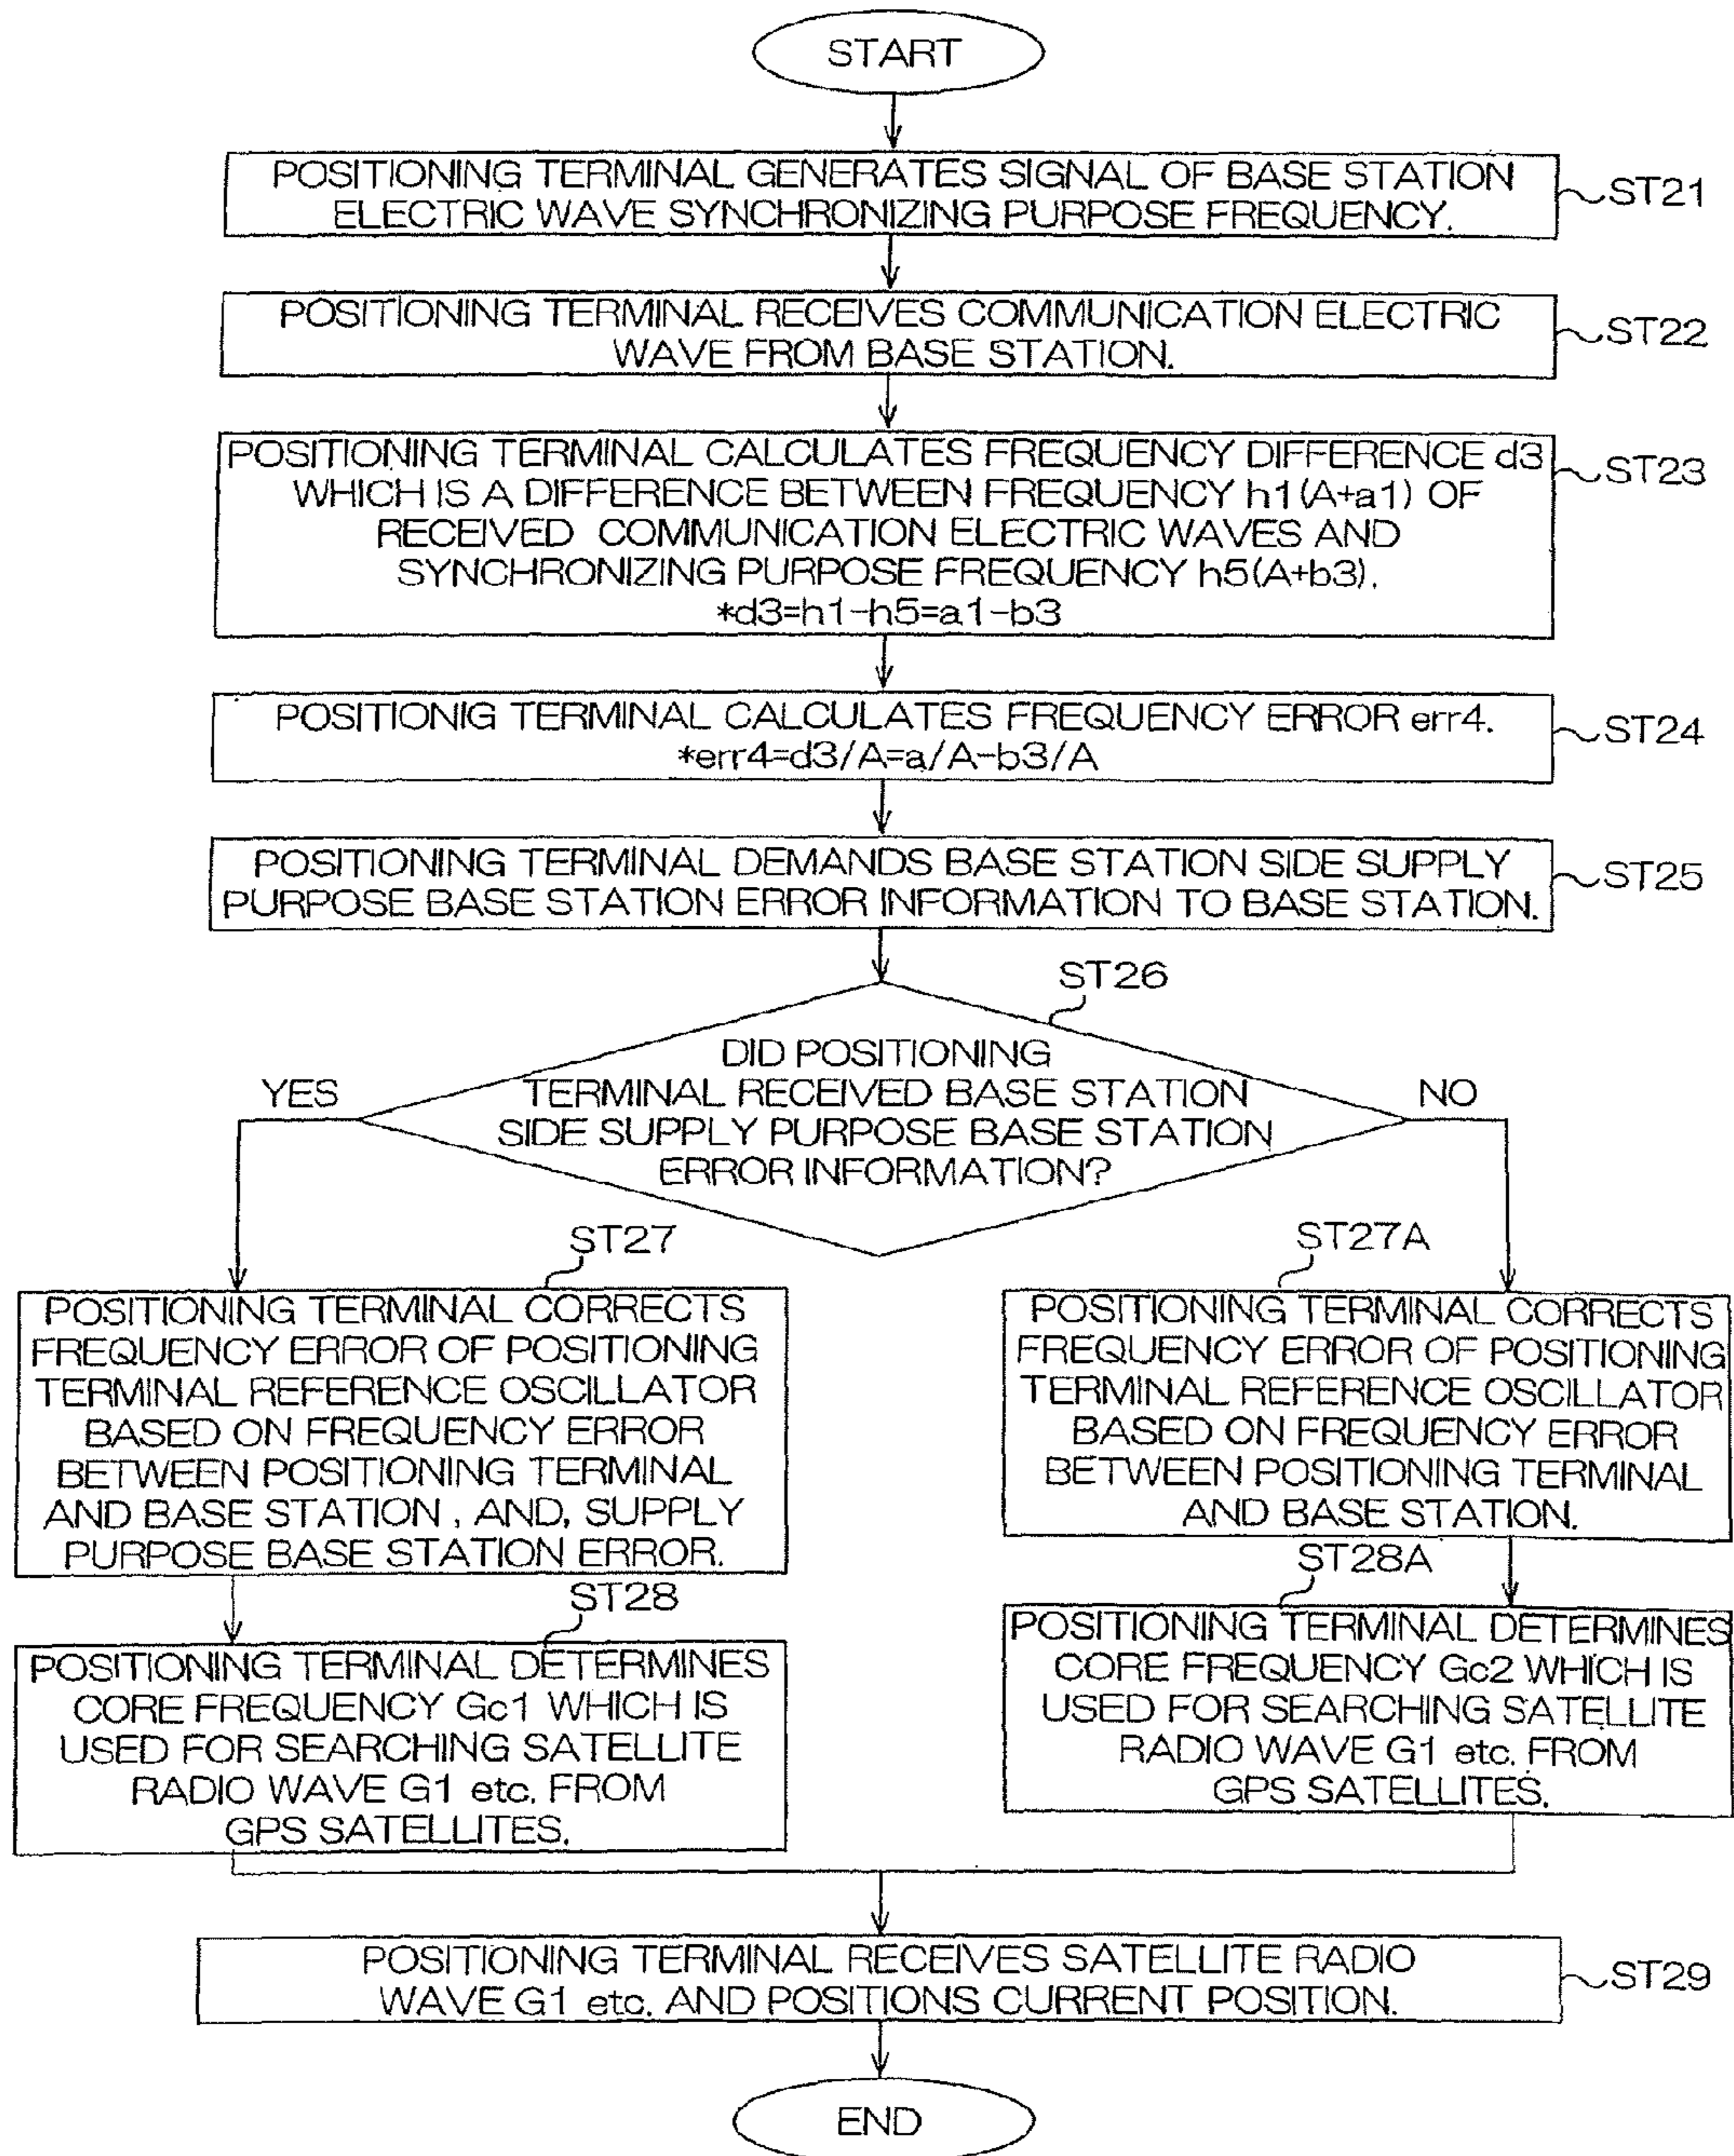 START
POSITIONING TERMINAL GENERATES SIGNAL OF BASE STATION
ELECTRIC WAVE SYNCHRONIZING PURPOSE FREQUENCY.
ST21
POSITIONING TERMINAL RECEIVES COMMUNICATION ELECTRIC
WAVE FROM BASE STATION.
ST22
POSITIONING TERMINAL CALCULATES FREQUENCY DIFFERENCE d3
WHICH IS A DIFFERENCE BETWEEN FREQUENCY h1(A+a1) OF
RECEIVED COMMUNICATION ELECTRIC WAVES AND
SYNCHRONIZING PURPOSE FREQUENCY h5(A+b3).
*d3=h1-h5=a1-b3
ST23
POSITIONIG TERMINAL CALCULATES FREQUENCY ERROR err4.
*err4=d3/A=a/A-b3/A
ST24
POSITIONING TERMINAL DEMANDS BASE STATION SIDE SUPPLY
PURPOSE BASE STATION ERROR INFORMATION TO BASE STATION.
ST25
ST26
DID POSITIONING
TERMINAL RECEIVED BASE STATION
SIDE SUPPLY PURPOSE BASE STATION
ERROR INFORMATION?
YES
NO
ST27
POSITIONING TERMINAL CORRECTS
FREQUENCY ERROR OF POSITIONING
TERMINAL REFERENCE OSCILLATOR
BASED ON FREQUENCY ERROR
BETWEEN POSITIONING TERMINAL
AND BASE STATION , AND, SUPPLY
PURPOSE BASE STATION ERROR.
ST28
POSITIONING TERMINAL DETERMINES
CORE FREQUENCY Gc1 WHICH IS
USED FOR SEARCHING SATELLITE
RADIO WAVE G1 etc. FROM
GPS SATELLITES.
ST27A
POSITIONING TERMINAL CORRECTS
FREQUENCY ERROR OF POSITIONING
TERMINAL REFERENCE OSCILLATOR
BASED ON FREQUENCY ERROR
BETWEEN POSITIONING TERMINAL
AND BASE STATION.
ST28A
POSITIONING TERMINAL DETERMINES
CORE FREQUENCY Gc2 WHICH IS
USED FOR SEARCHING SATELLITE
RADIO WAVE G1 etc. FROM
GPS SATELLITES.
POSITIONING TERMINAL RECEIVES SATELLITE RADIO
WAVE G1 etc. AND POSITIONS CURRENT POSITION.
ST29
END